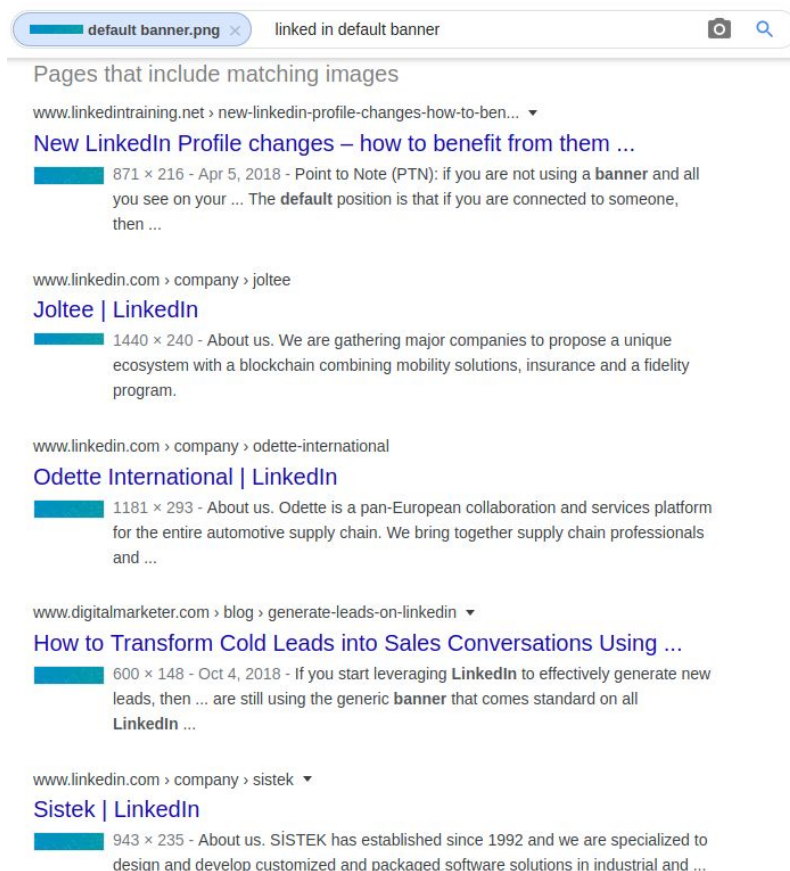 default banner.png × linked in default banner
Pages that include matching images
www.linkedintraining.net › new-linkedin-profile-changes-how-to-ben...
New LinkedIn Profile changes – how to benefit from them ...
871 × 216 - Apr 5, 2018 - Point to Note (PTN): if you are not using a banner and all
you see on your ... The default position is that if you are connected to someone,
then ...
www.linkedin.com › company › joltee
Joltee | LinkedIn
1440 × 240 - About us. We are gathering major companies to propose a unique
ecosystem with a blockchain combining mobility solutions, insurance and a fidelity
program.
www.linkedin.com › company › odette-international
Odette International | LinkedIn
1181 × 293 - About us. Odette is a pan-European collaboration and services platform
for the entire automotive supply chain. We bring together supply chain professionals
and ...
www.digitalmarketer.com › blog › generate-leads-on-linkedin
How to Transform Cold Leads into Sales Conversations Using ...
600 × 148 - Oct 4, 2018 - If you start leveraging LinkedIn to effectively generate new
leads, then ... are still using the generic banner that comes standard on all
LinkedIn ...
www.linkedin.com › company › sistek
Sistek | LinkedIn
943 × 235 - About us. SİSTEK has established since 1992 and we are specialized to
design and develop customized and packaged software solutions in industrial and ...